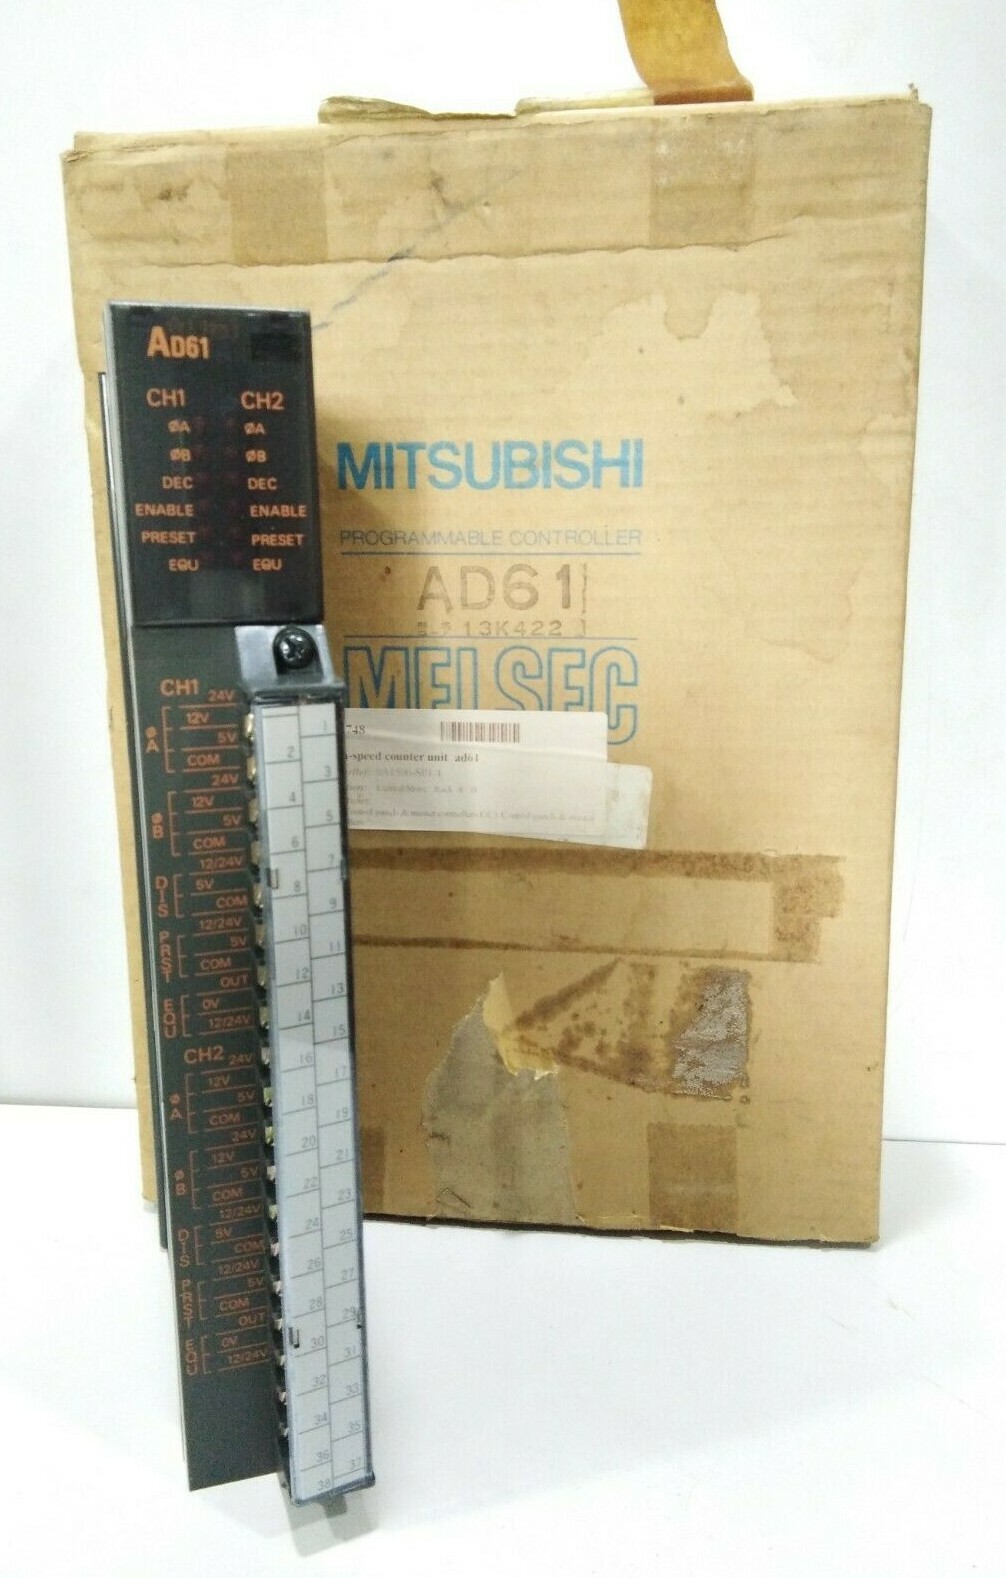 AD61
CH1 CH2
ØA ØA
ØB ØB
DEC DEC
ENABLE ENABLE
PRESET PRESET
EQU EQU
MITSUBISHI
PROGRAMMABLE CONTROLLER
AD61
13K422
MELSEC
748
-speed counter unit ad61
CH1
ØA
24V
12V
5V
COM
ØB
24V
12V
5V
COM
DIS
12/24V
5V
COM
PRST
12/24V
5V
COM
EQU
OUT
0V
12/24V
CH2
ØA
24V
12V
5V
COM
ØB
24V
12V
5V
COM
DIS
12/24V
5V
COM
PRST
12/24V
5V
COM
EQU
OUT
0V
12/24V
1
2
3
4
5
6
7
8
9
10
11
12
13
14
15
16
17
18
19
20
21
22
23
24
25
26
27
28
29
30
31
32
33
34
35
36
37
38